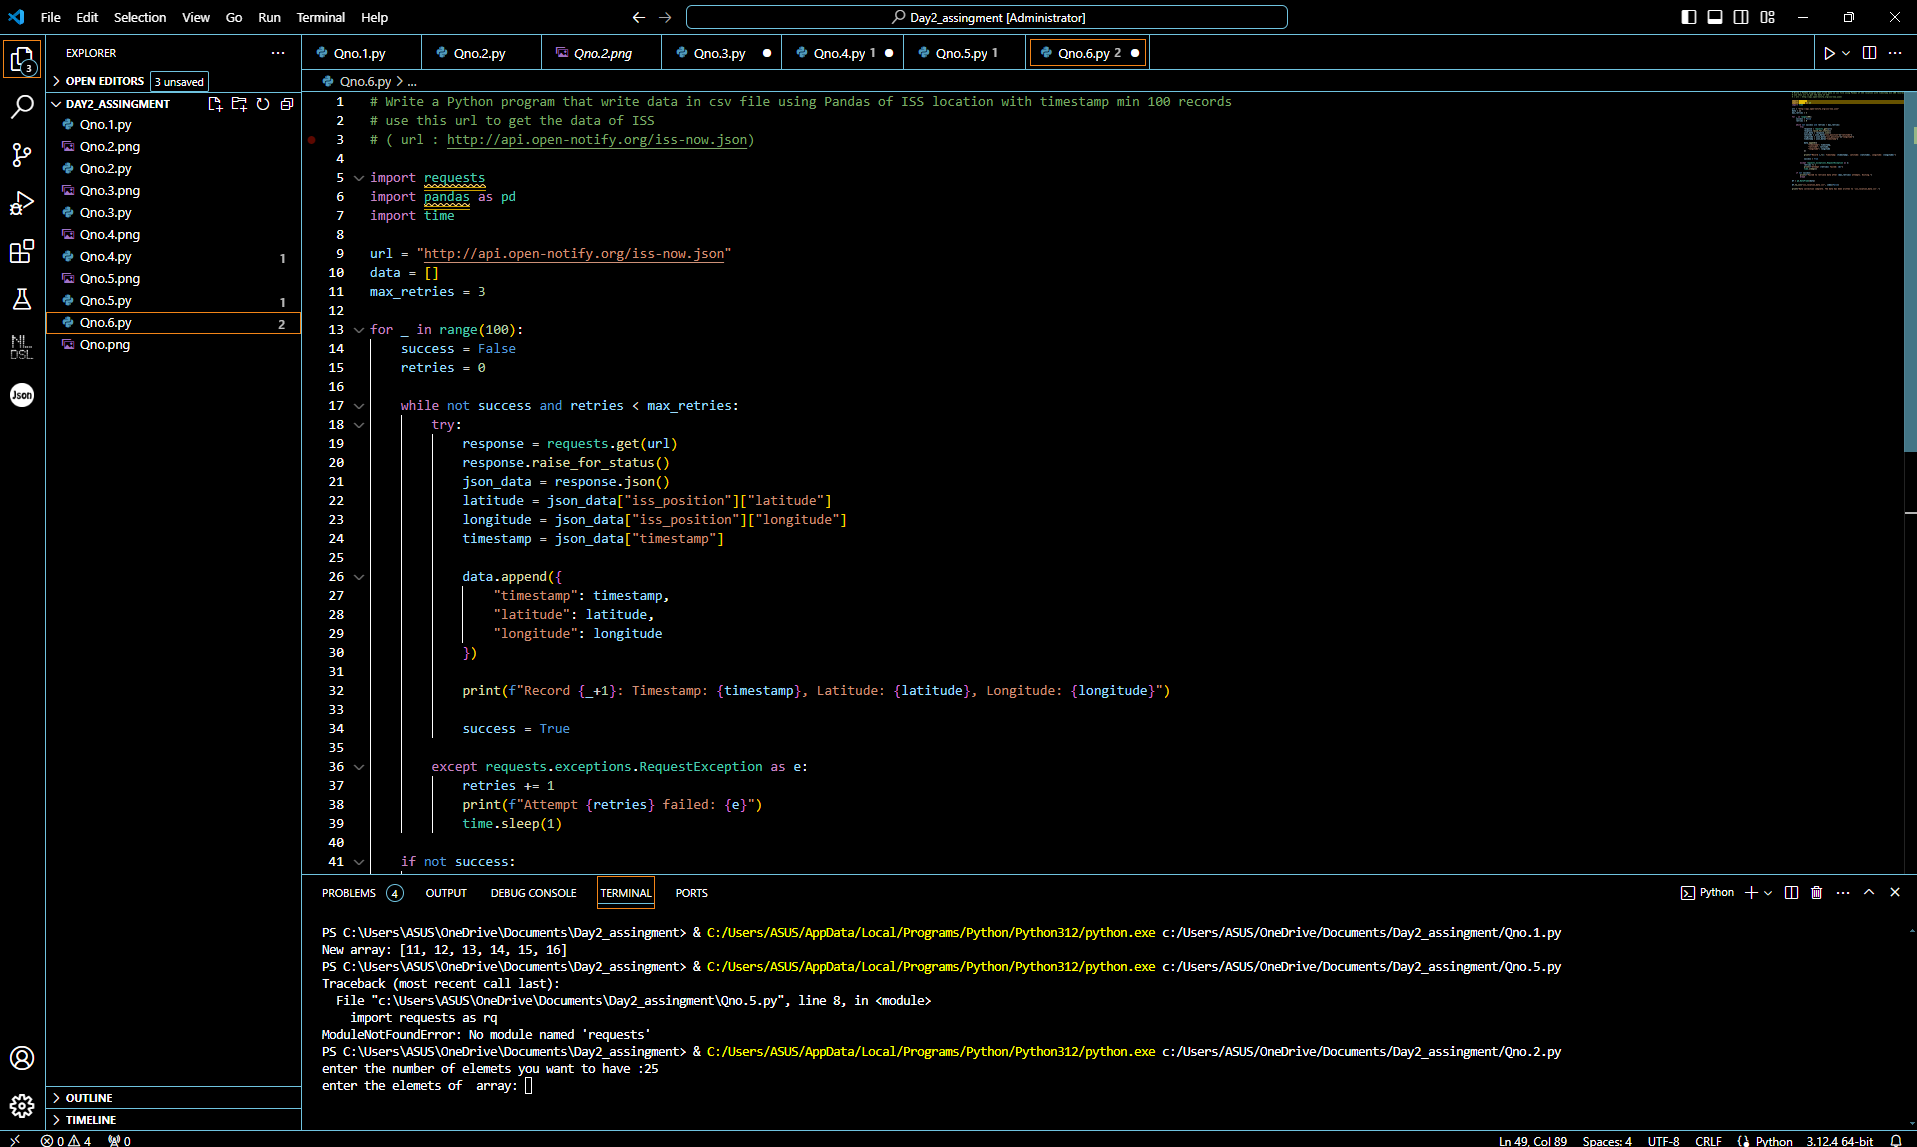 File Edit Selection View Go Run Terminal Help
Day2_assingment [Administrator]
EXPLORER
OPEN EDITORS 3 unsaved
DAY2_ASSINGMENT
Qno.1.py
Qno.2.png
Qno.2.py
Qno.3.png
Qno.3.py
Qno.4.png
Qno.4.py 1
Qno.5.png
Qno.5.py 1
Qno.6.py 2
Qno.png
OUTLINE
TIMELINE
3
NL..
DSL
Json
Qno.1.py Qno.2.py Qno.2.png Qno.3.py Qno.4.py 1 Qno.5.py 1 Qno.6.py 2
Qno.6.py > ...
1 # Write a Python program that write data in csv file using Pandas of ISS location with timestamp min 100 records
2 # use this url to get the data of ISS
3 # ( url : http://api.open-notify.org/iss-now.json)
4
5 import requests
6 import pandas as pd
7 import time
8
9 url = "http://api.open-notify.org/iss-now.json"
10 data = []
11 max_retries = 3
12
13 for _ in range(100):
14 success = False
15 retries = 0
16
17 while not success and retries < max_retries:
18 try:
19 response = requests.get(url)
20 response.raise_for_status()
21 json_data = response.json()
22 latitude = json_data["iss_position"]["latitude"]
23 longitude = json_data["iss_position"]["longitude"]
24 timestamp = json_data["timestamp"]
25
26 data.append({
27 "timestamp": timestamp,
28 "latitude": latitude,
29 "longitude": longitude
30 })
31
32 print(f"Record {_+1}: Timestamp: {timestamp}, Latitude: {latitude}, Longitude: {longitude}")
33
34 success = True
35
36 except requests.exceptions.RequestException as e:
37 retries += 1
38 print(f"Attempt {retries} failed: {e}")
39 time.sleep(1)
40
41 if not success:
PROBLEMS 4 OUTPUT DEBUG CONSOLE TERMINAL PORTS
Python
PS C:\Users\ASUS\OneDrive\Documents\Day2_assingment> & C:/Users/ASUS/AppData/Local/Programs/Python/Python312/python.exe c:/Users/ASUS/OneDrive/Documents/Day2_assingment/Qno.1.py
New array: [11, 12, 13, 14, 15, 16]
PS C:\Users\ASUS\OneDrive\Documents\Day2_assingment> & C:/Users/ASUS/AppData/Local/Programs/Python/Python312/python.exe c:/Users/ASUS/OneDrive/Documents/Day2_assingment/Qno.5.py
Traceback (most recent call last):
File "c:\Users\ASUS\OneDrive\Documents\Day2_assingment\Qno.5.py", line 8, in <module>
import requests as rq
ModuleNotFoundError: No module named 'requests'
PS C:\Users\ASUS\OneDrive\Documents\Day2_assingment> & C:/Users/ASUS/AppData/Local/Programs/Python/Python312/python.exe c:/Users/ASUS/OneDrive/Documents/Day2_assingment/Qno.2.py
enter the number of elemets you want to have :25
enter the elemets of  array:
0 4 0 Ln 49, Col 89 Spaces: 4 UTF-8 CRLF Python 3.12.4 64-bit